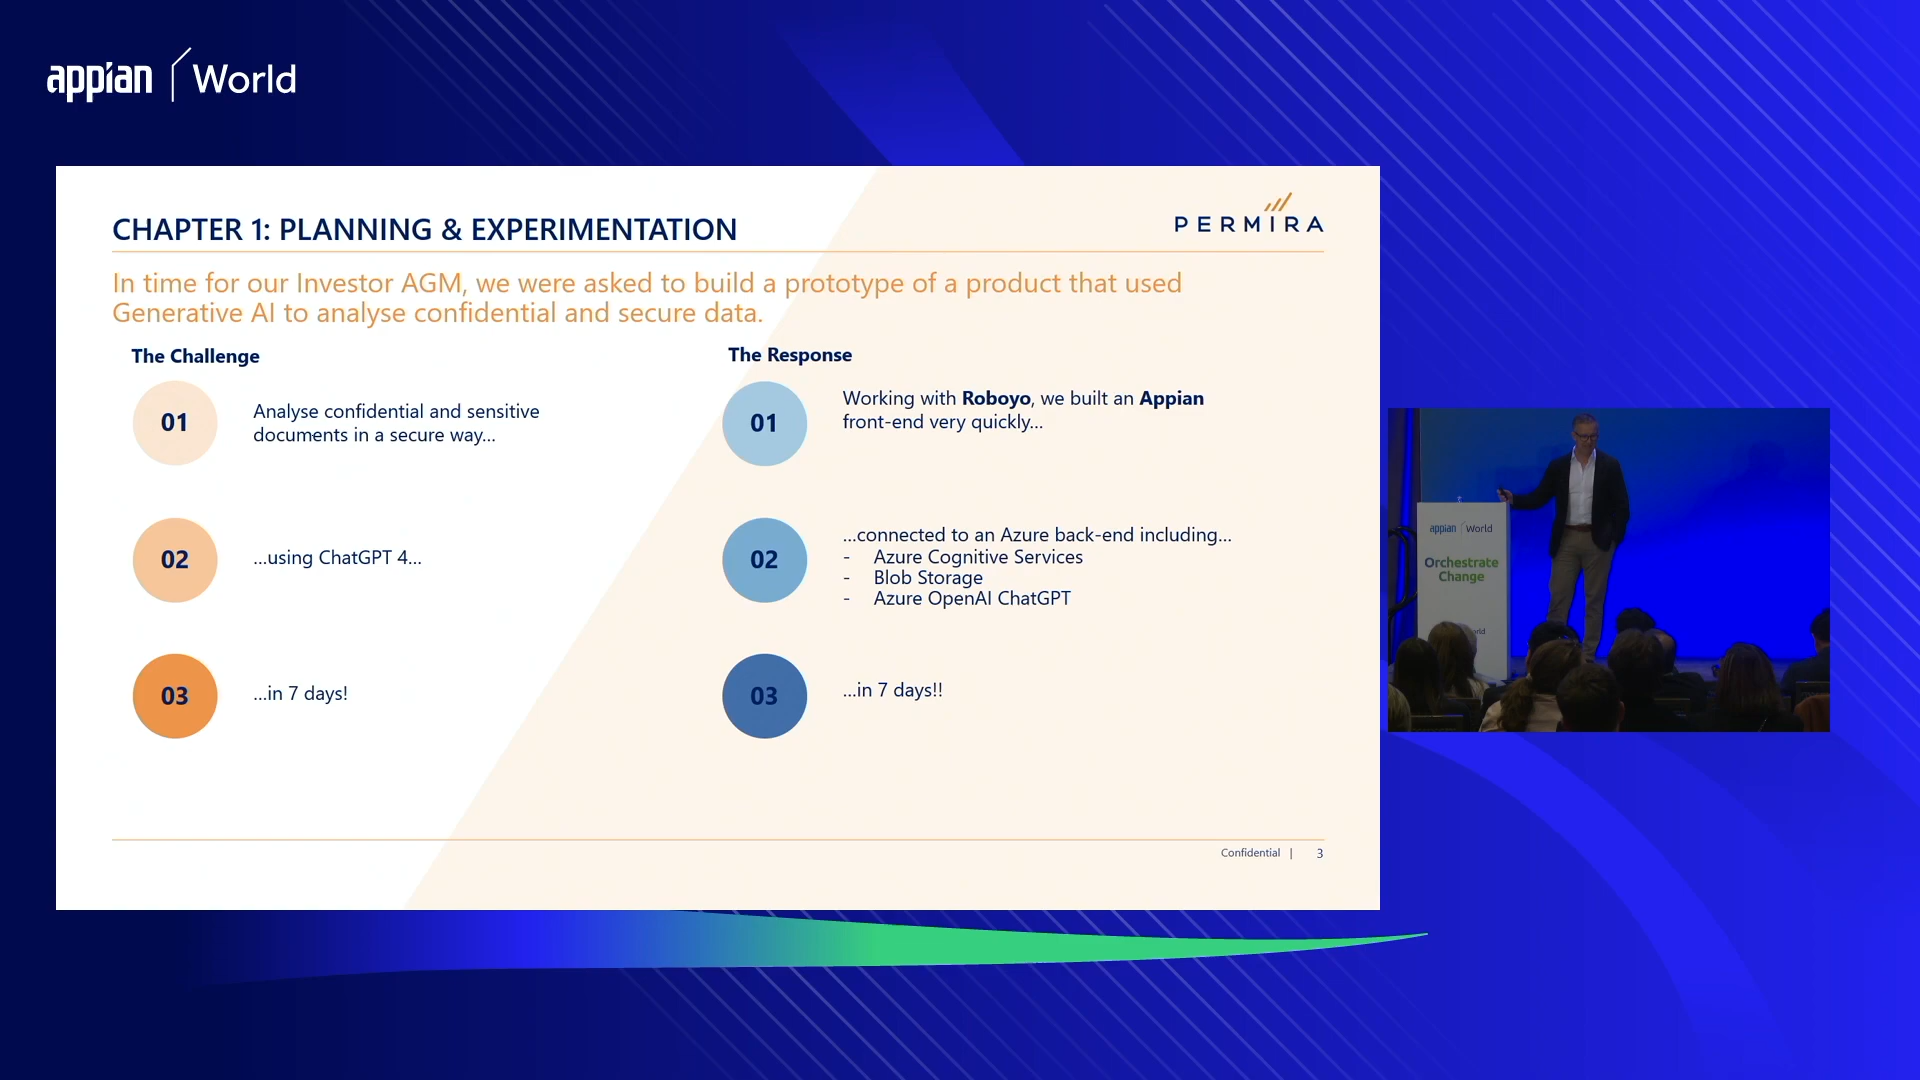 appian World
CHAPTER 1: PLANNING & EXPERIMENTATION
PERMIRA
In time for our Investor AGM, we were asked to build a prototype of a product that used
Generative AI to analyse confidential and secure data.
The Challenge
01
Analyse confidential and sensitive
documents in a secure way...
02
...using ChatGPT 4...
03
...in 7 days!
The Response
01
Working with Roboyo, we built an Appian
front-end very quickly...
02
...connected to an Azure back-end including...
- Azure Cognitive Services
- Blob Storage
- Azure OpenAI ChatGPT
03
...in 7 days!!
Confidential | 3
appian World
Orchestrate
Change